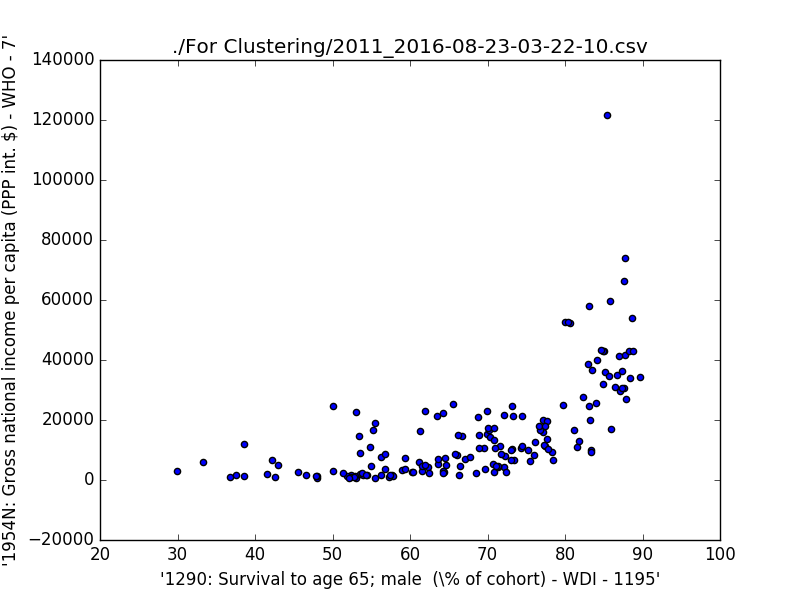 ./For Clustering/2011_2016-08-23-03-22-10.csv
140000
120000
100000
80000
60000
40000
20000
0
−20000
20 30 40 50 60 70 80 90 100
'1290: Survival to age 65; male  (\% of cohort) - WDI - 1195'
'1954N: Gross national income per capita (PPP int. $) - WHO - 7'